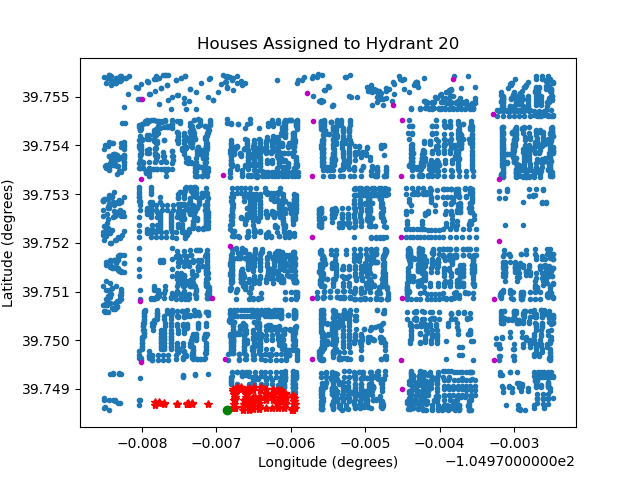 Houses Assigned to Hydrant 20
39.755
39.754
39.753
39.752
39.751
39.750
39.749
Latitude (degrees)
−0.008 −0.007 −0.006 −0.005 −0.004 −0.003
Longitude (degrees)
−1.04970000000e2